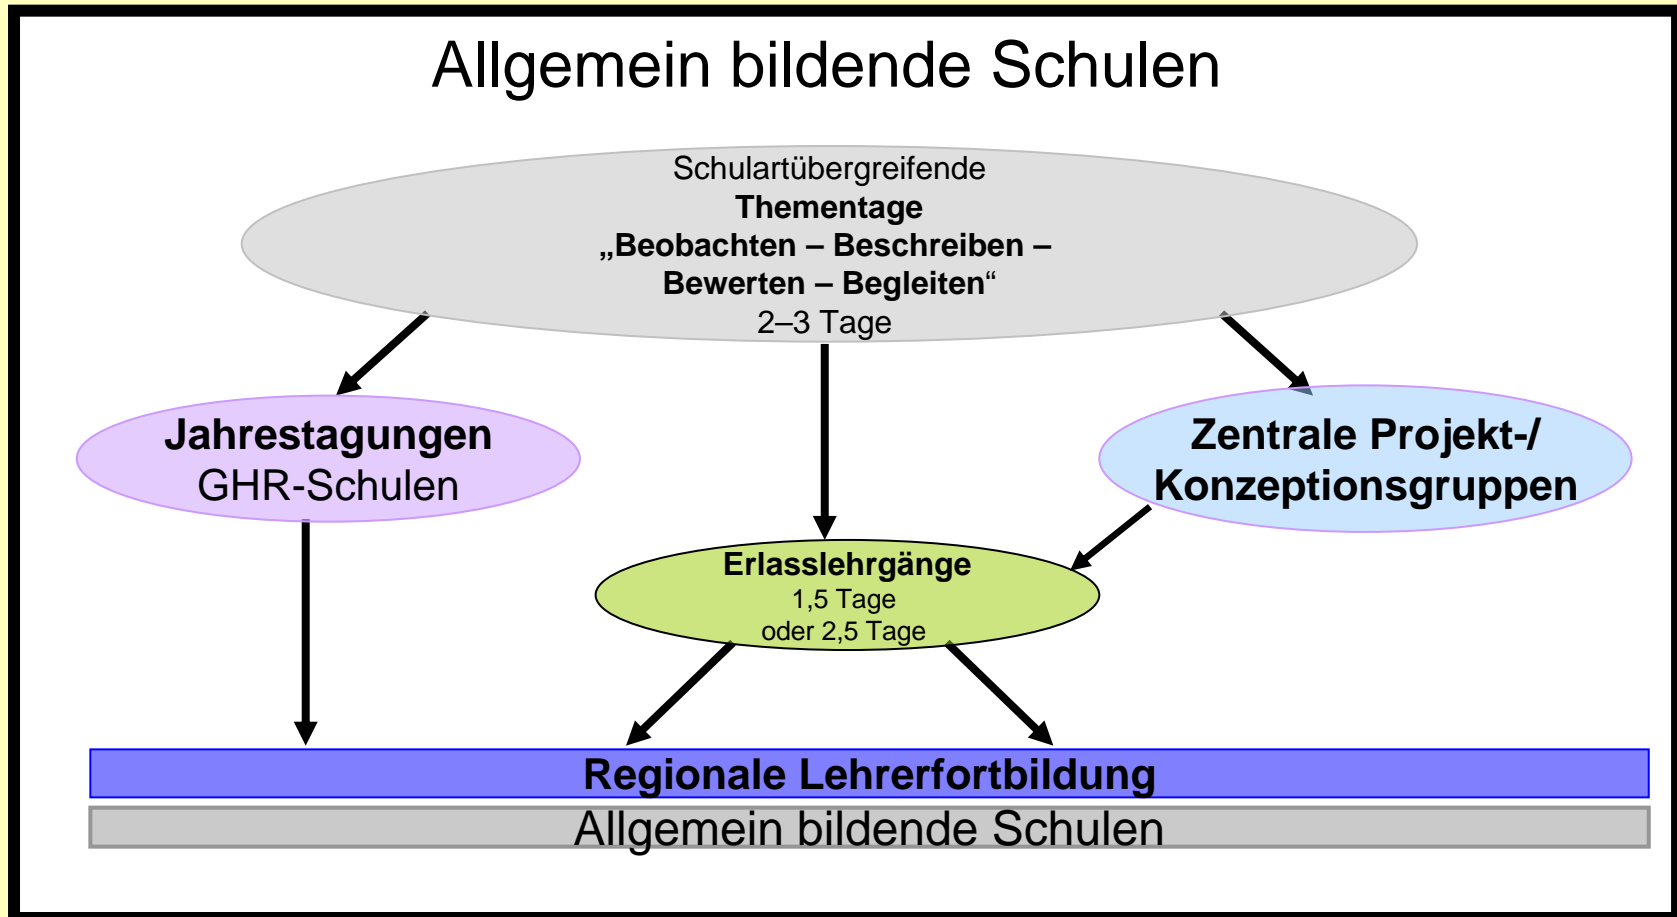 Allgemein bildende Schulen
Schulartübergreifende
Thementage
„Beobachten – Beschreiben –
Bewerten – Begleiten“
2–3 Tage
Jahrestagungen
GHR-Schulen
Zentrale Projekt-/
Konzeptionsgruppen
Erlasslehrgänge
1,5 Tage
oder 2,5 Tage
Regionale Lehrerfortbildung
Allgemein bildende Schulen